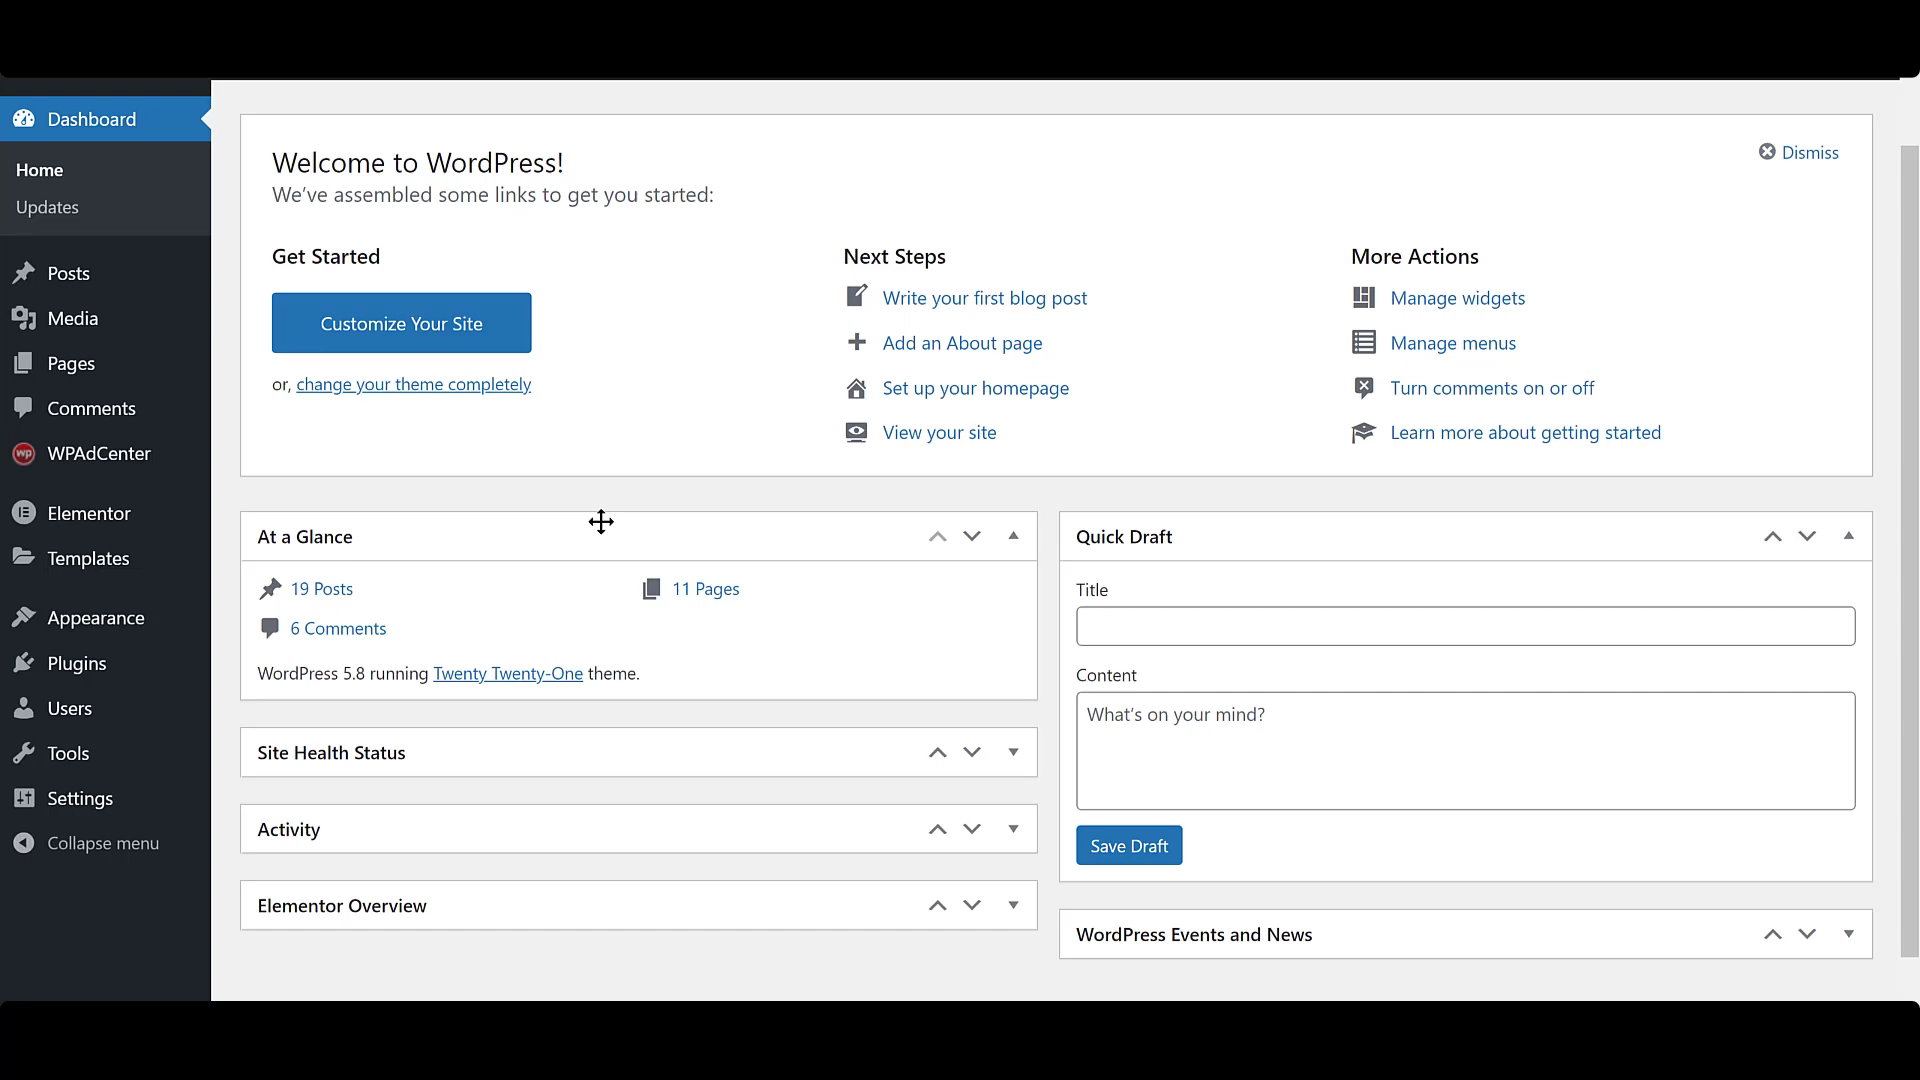 Dashboard
Home
Updates
Posts
Media
Pages
Comments
wp WPAdCenter
Elementor
Templates
Appearance
Plugins
Users
Tools
Settings
Collapse menu
Welcome to WordPress!
We've assembled some links to get you started:
Dismiss
Get Started
Customize Your Site
or, change your theme completely
Next Steps
Write your first blog post
Add an About page
Set up your homepage
View your site
More Actions
Manage widgets
Manage menus
Turn comments on or off
Learn more about getting started
At a Glance
19 Posts
11 Pages
6 Comments
WordPress 5.8 running Twenty Twenty-One theme.
Site Health Status
Activity
Elementor Overview
Quick Draft
Title
Content
What's on your mind?
Save Draft
WordPress Events and News